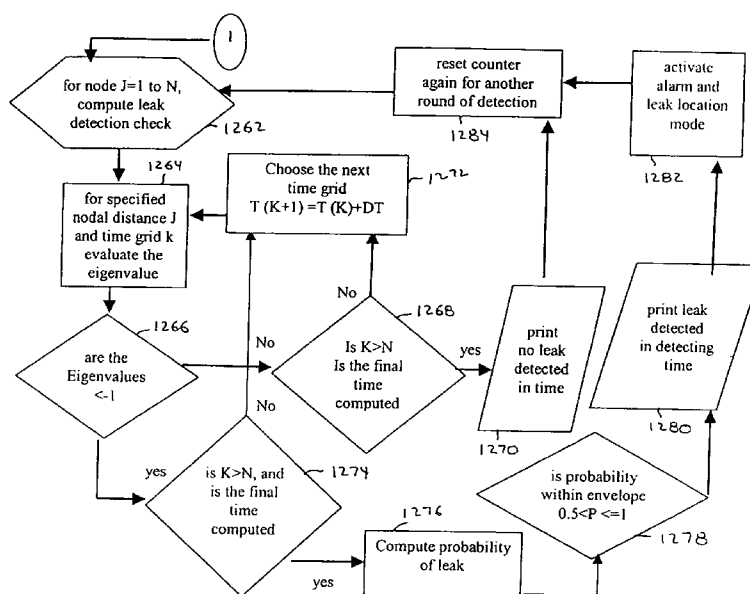 1
for node J=1 to N,
compute leak
detection check
1262
reset counter
again for another
round of detection
1284
activate
alarm and
leak location
mode
1282
1264
for specified
nodal distance J
and time grid k
evaluate the
eigenvalue
Choose the next
time grid
T (K+1) =T (K)+DT
1272
1266
are the
Eigenvalues
<-1
No
No
1268
Is K>N
Is the final
time
computed
yes
print
no leak
detected
in time
1270
print leak
detected
in detecting
time
1280
No
yes
is K>N, and
is the final
time
computed
1274
yes
1276
Compute probability
of leak
is probability
within envelope
0.5<P <=1
1278